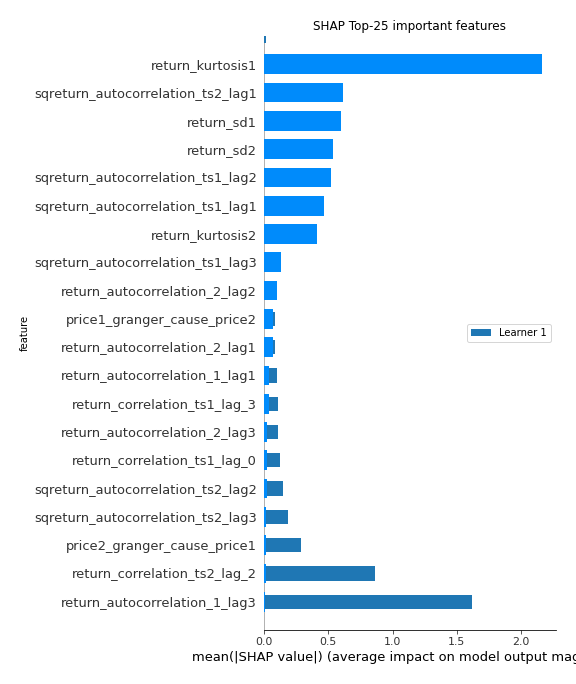 SHAP Top-25 important features
return_kurtosis1
sqreturn_autocorrelation_ts2_lag1
return_sd1
return_sd2
sqreturn_autocorrelation_ts1_lag2
sqreturn_autocorrelation_ts1_lag1
return_kurtosis2
sqreturn_autocorrelation_ts1_lag3
return_autocorrelation_2_lag2
price1_granger_cause_price2
return_autocorrelation_2_lag1
return_autocorrelation_1_lag1
return_correlation_ts1_lag_3
return_autocorrelation_2_lag3
return_correlation_ts1_lag_0
sqreturn_autocorrelation_ts2_lag2
sqreturn_autocorrelation_ts2_lag3
price2_granger_cause_price1
return_correlation_ts2_lag_2
return_autocorrelation_1_lag3
feature
Learner 1
0.0 0.5 1.0 1.5 2.0
mean(|SHAP value|) (average impact on model output mag